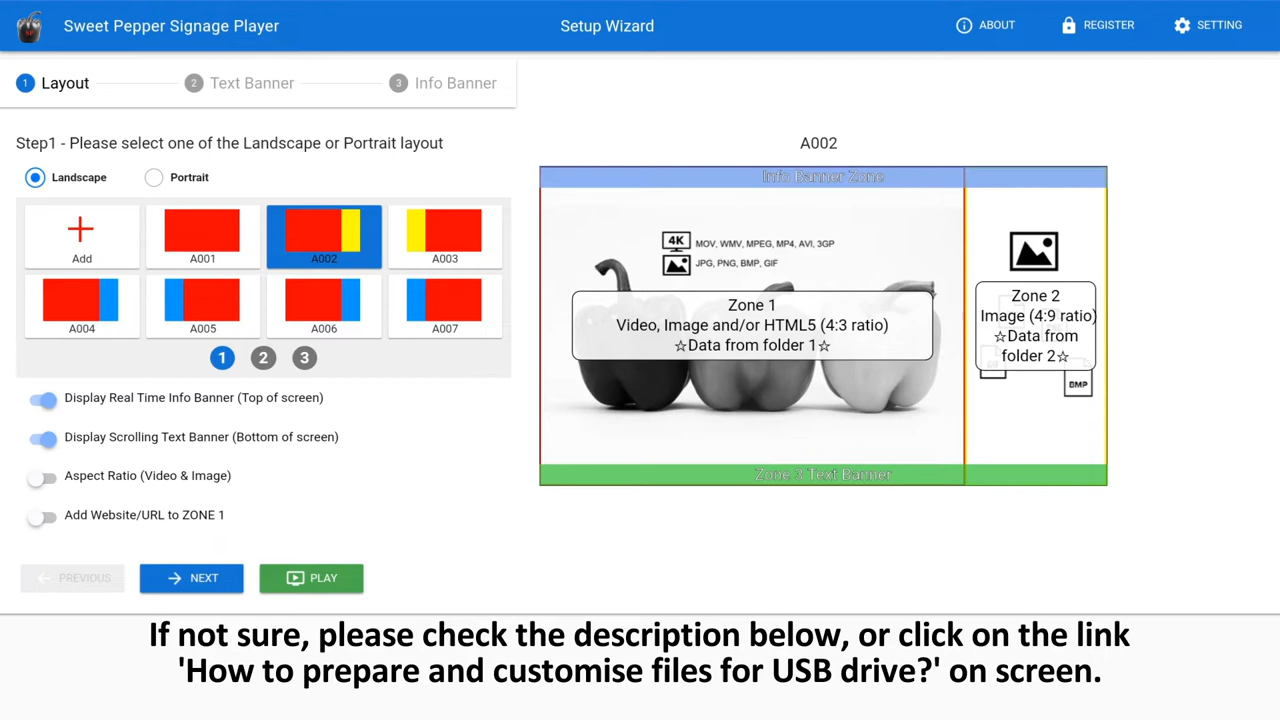 Sweet Pepper Signage Player
Setup Wizard
ABOUT
REGISTER
SETTING
1 Layout
2 Text Banner
3 Info Banner
Step1 - Please select one of the Landscape or Portrait layout
Landscape
Portrait
Add
A001
A002
A003
A004
A005
A006
A007
1 2 3
Display Real Time Info Banner (Top of screen)
Display Scrolling Text Banner (Bottom of screen)
Aspect Ratio (Video & Image)
Add Website/URL to ZONE 1
PREVIOUS
NEXT
PLAY
A002
Info Banner Zone
4K MOV, WMV, MPEG, MP4, AVI, 3GP
JPG, PNG, BMP, GIF
Zone 1
Video, Image and/or HTML5 (4:3 ratio)
☆Data from folder 1☆
Zone 2
Image (4:9 ratio)
☆Data from
folder 2☆
BMP
Zone 3 Text Banner
If not sure, please check the description below, or click on the link
'How to prepare and customise files for USB drive?' on screen.